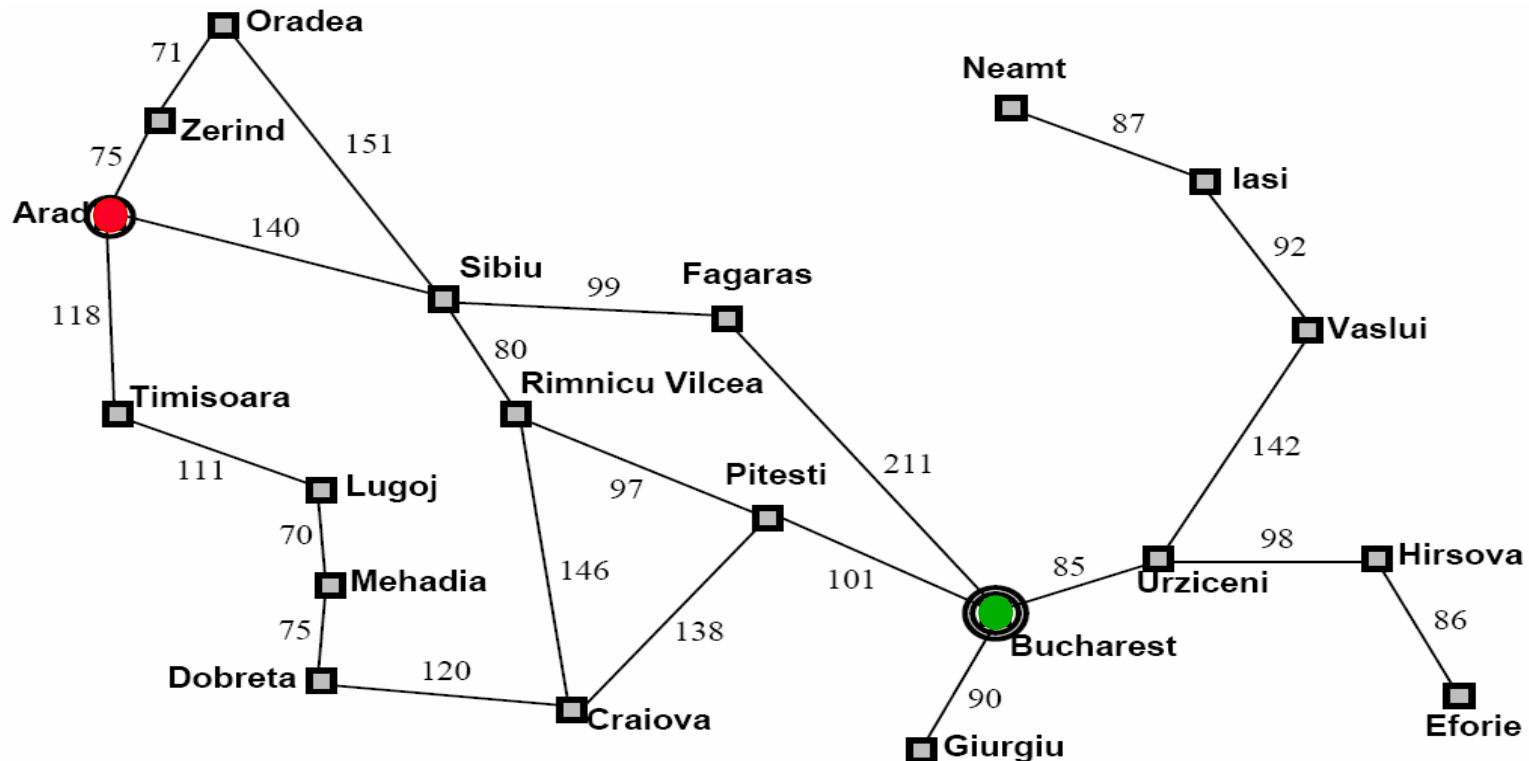 Oradea
71
Neamt
87
Zerind
151
75
Iasi
Arad
140
92
Sibiu
Fagaras
99
118
Vaslui
80
Rimnicu Vilcea
Timisoara
142
211
111
Pitesti
97
Lugoj
70
98
Hirsova
146
101
85
Urziceni
Mehadia
86
75
138
Bucharest
Dobreta
120
90
Craiova
Eforie
Giurgiu